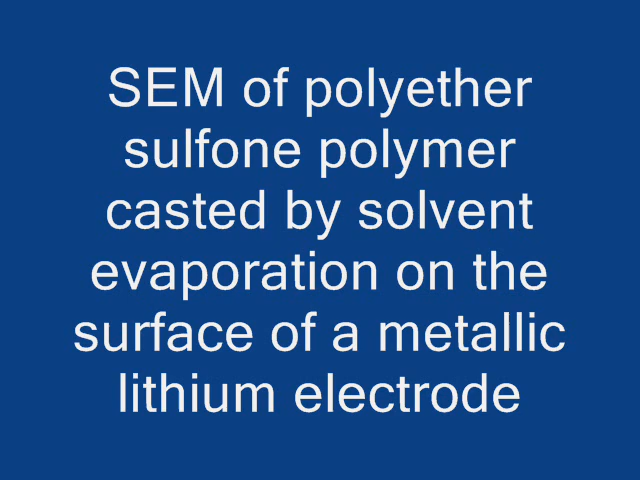 SEM of polyether
sulfone polymer
casted by solvent
evaporation on the
surface of a metallic
lithium electrode